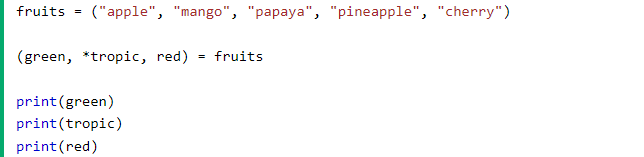 fruits = ("apple", "mango", "papaya", "pineapple", "cherry")
(green, *tropic, red) = fruits
print(green)
print(tropic)
print(red)